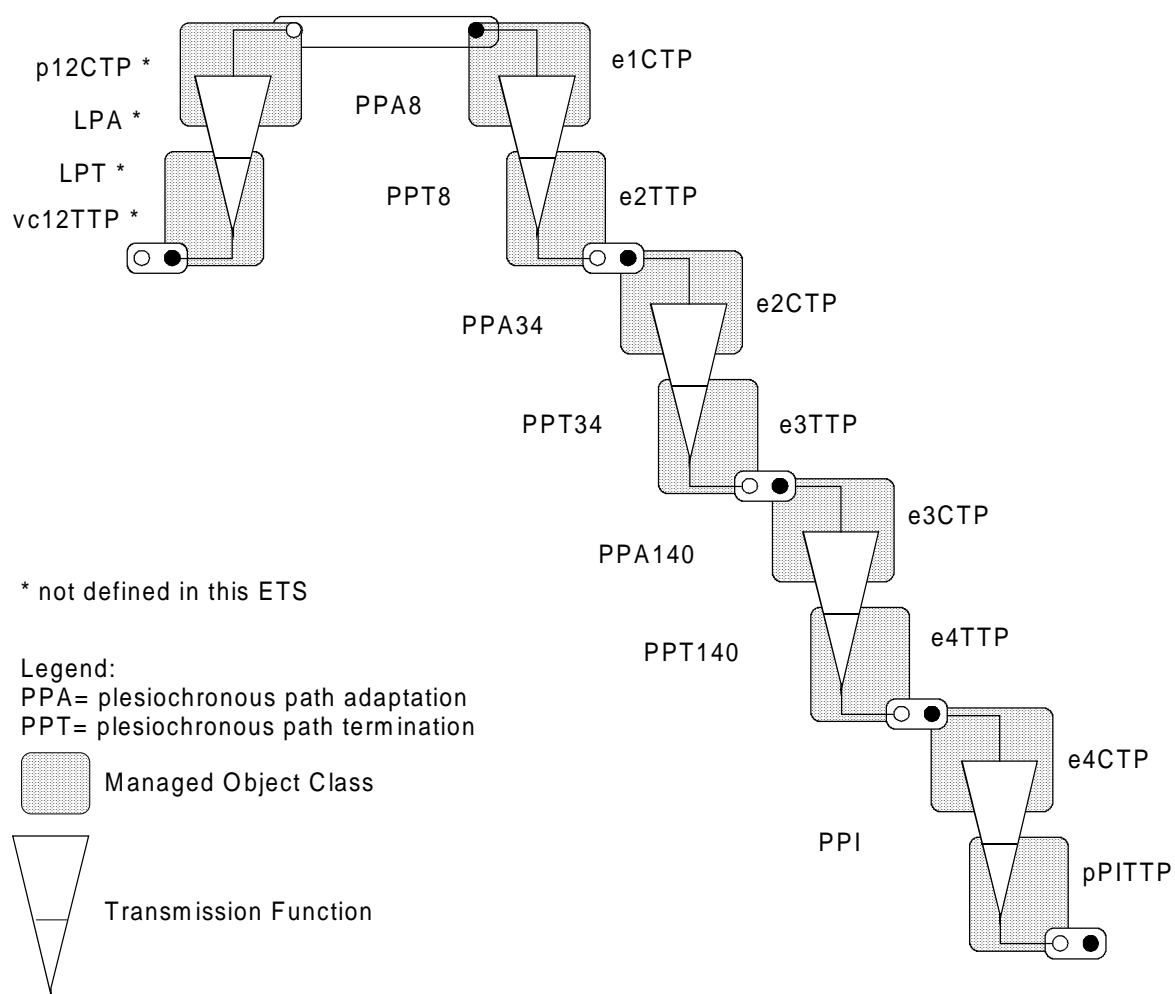 p12CTP *
e1CTP
PPA8
LPA *
LPT *
PPT8
e2TTP
vc12TTP *
e2CTP
PPA34
PPT34
e3TTP
e3CTP
PPA140
* not defined in this ETS
e4TTP
PPT140
Legend:
PPA= plesiochronous path adaptation
PPT= plesiochronous path termination
e4CTP
Managed Object Class
PPI
pPITTP
Transmission Function